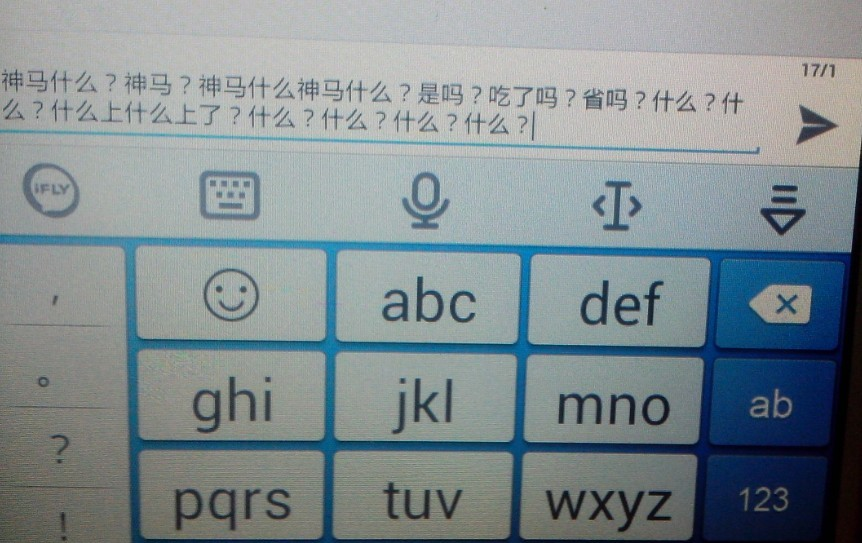 17/1
神马什么？神马？神马什么神马什么？是吗？吃了吗？省吗？什么？什
么？什么上什么上了？什么？什么？什么？什么？
iFLY
,
abc
def
。
ghi
jkl
mno
ab
?
pqrs
tuv
wxyz
123
!